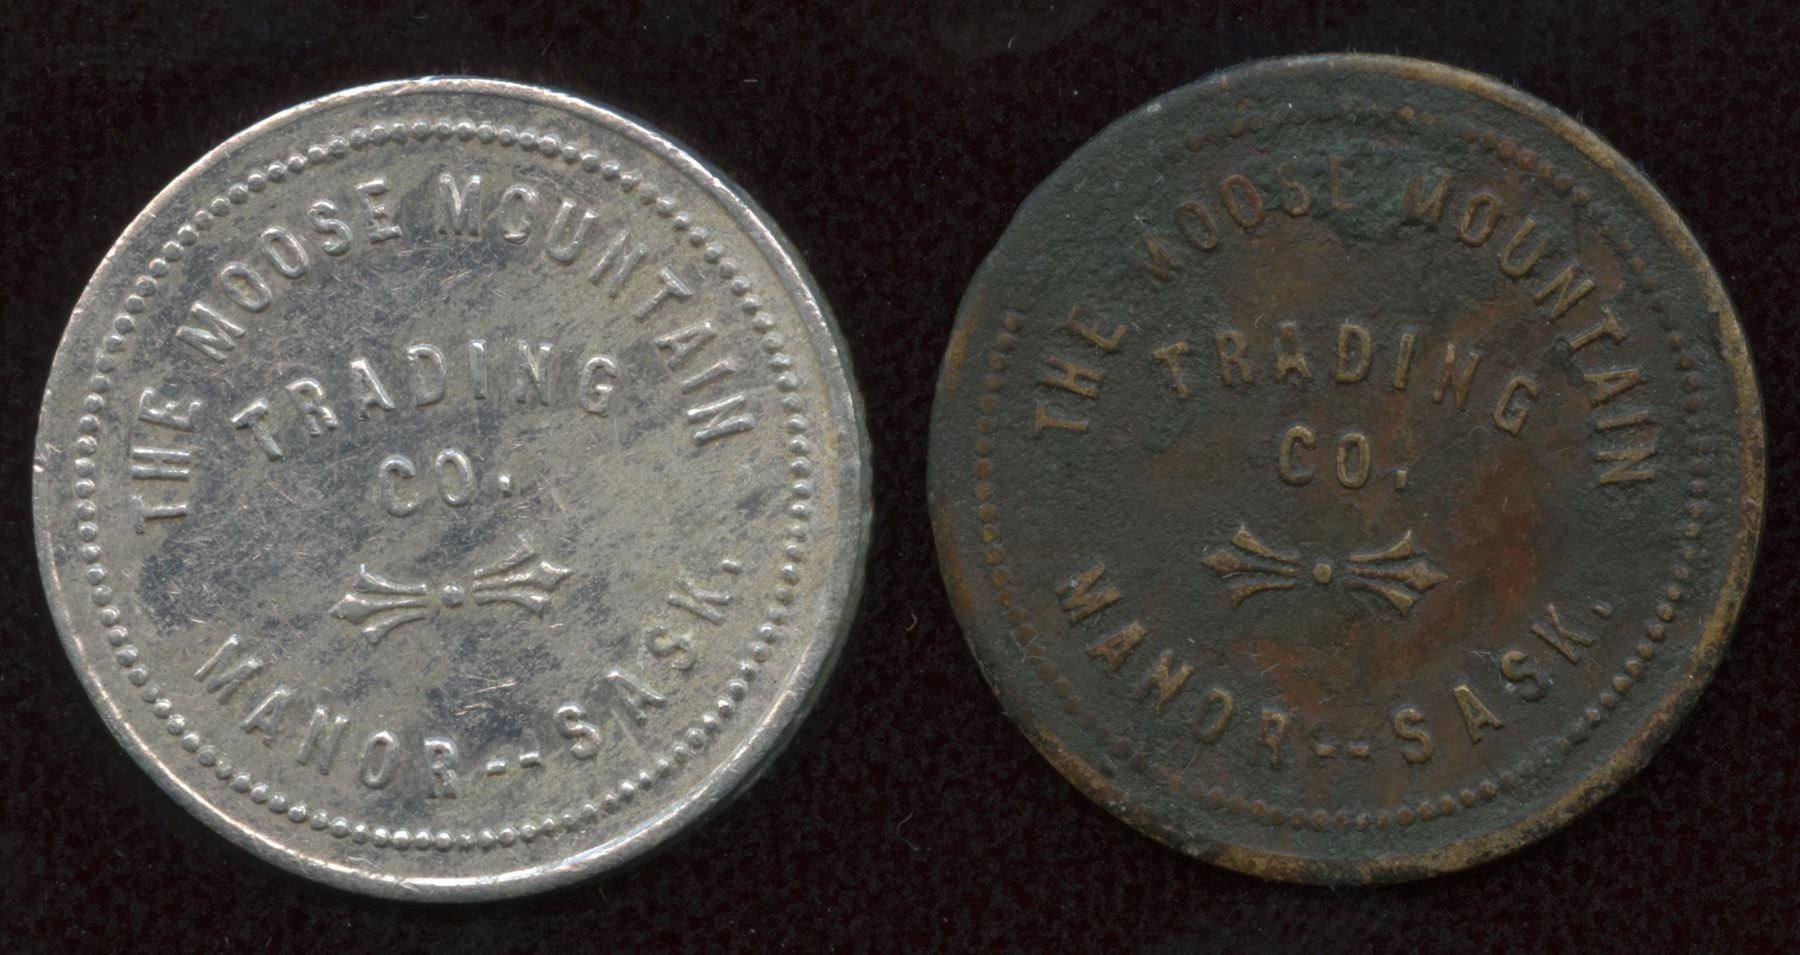 THE MOOSE MOUNTAIN
TRADING
CO.
MANOR--SASK.
THE MOOSE MOUNTAIN
TRADING
CO.
MANOR--SASK.